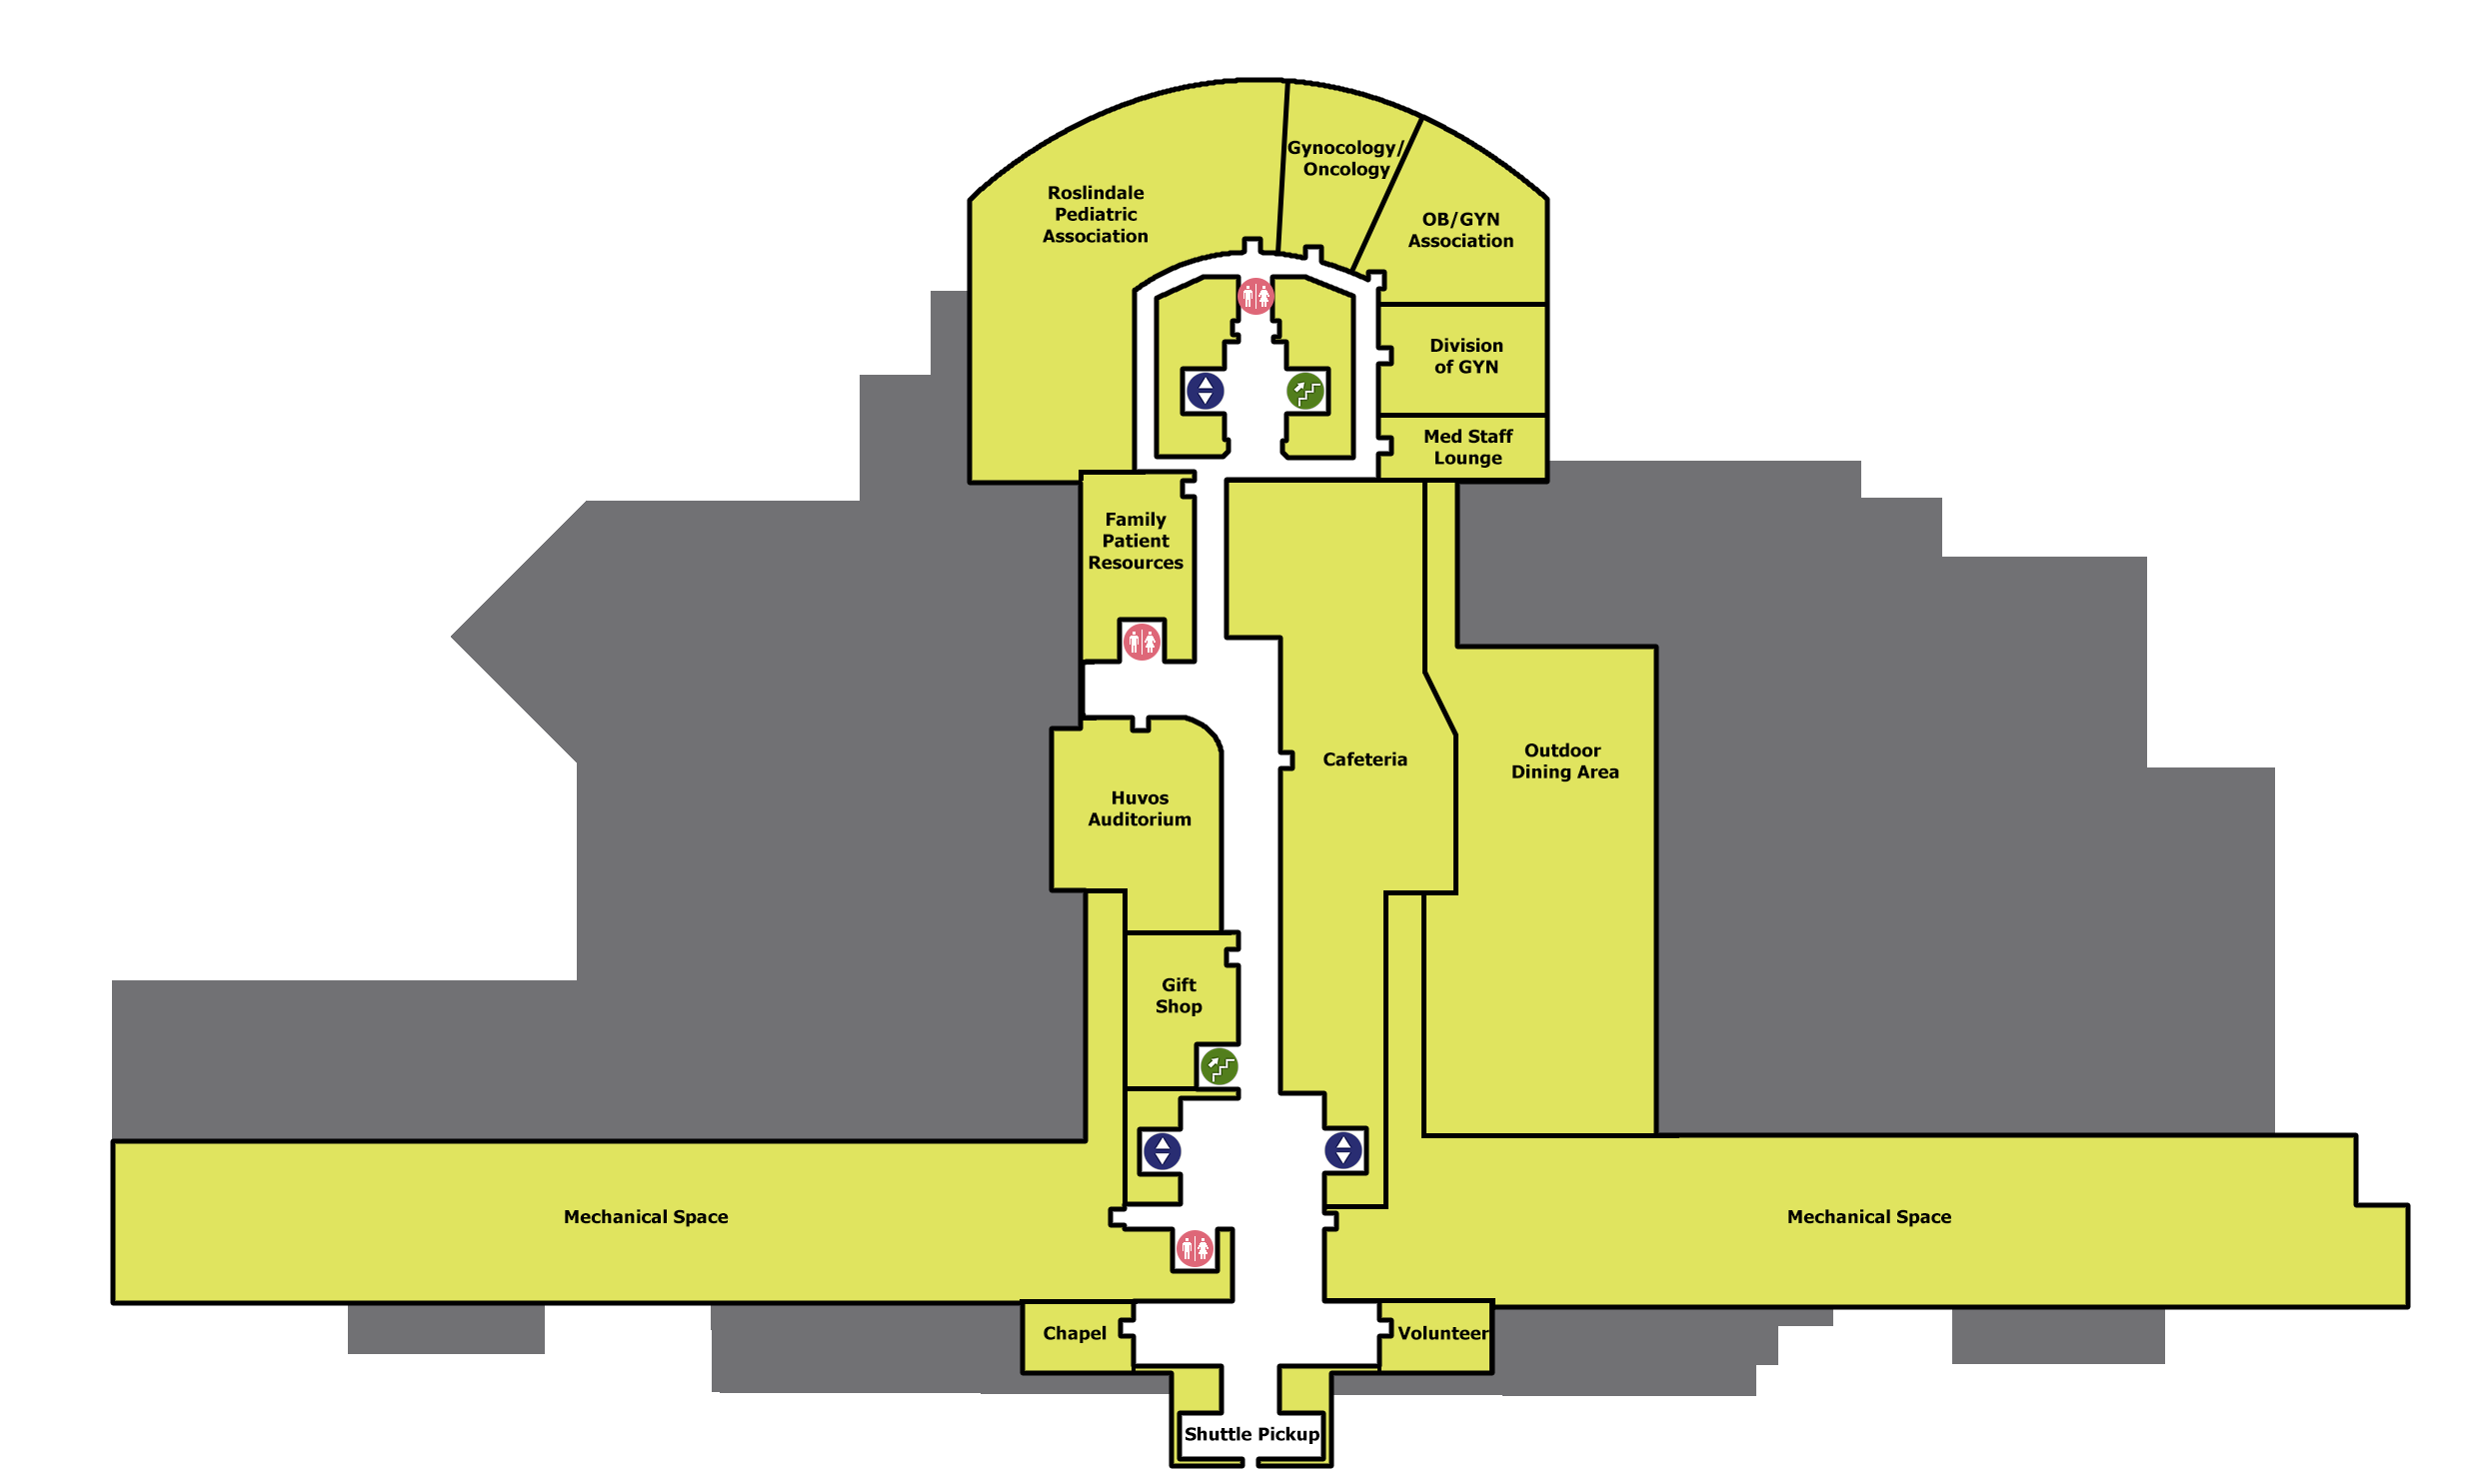 Gynocology/
Oncology
Roslindale
Pediatric
Association
OB/GYN
Association
Division
of GYN
Med Staff
Lounge
Family
Patient
Resources
Cafeteria
Outdoor
Dining Area
Huvos
Auditorium
Gift
Shop
Mechanical Space
Mechanical Space
Chapel
Volunteer
Shuttle Pickup